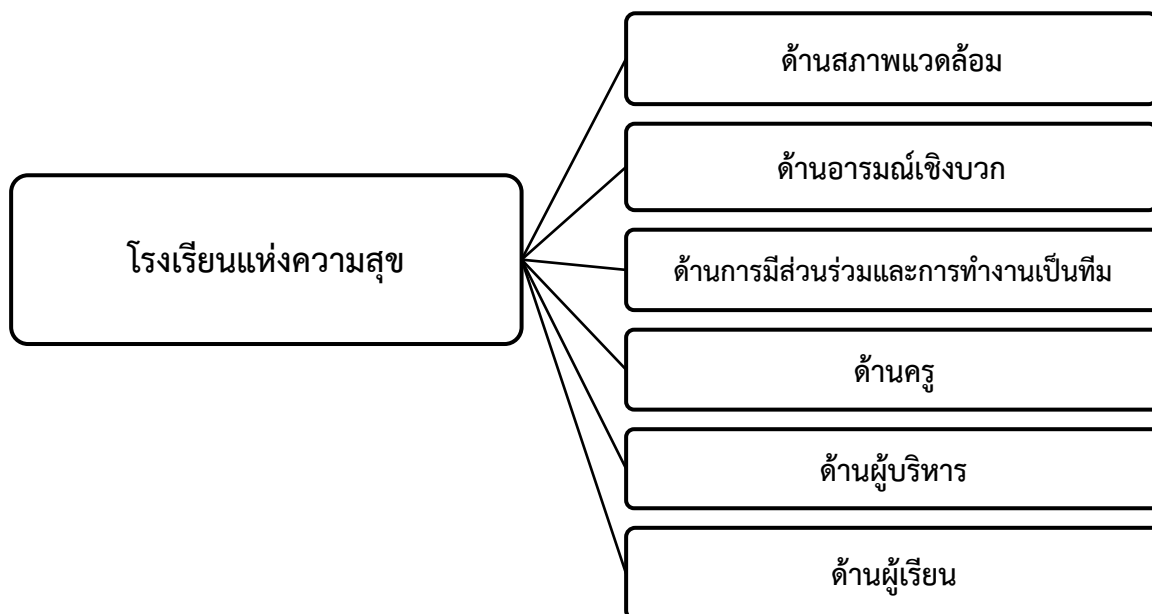 โรงเรียนแห่งความสุข
ด้านสภาพแวดล้อม
ด้านอารมณ์เชิงบวก
ด้านการมีส่วนร่วมและการทำงานเป็นทีม
ด้านครู
ด้านผู้บริหาร
ด้านผู้เรียน